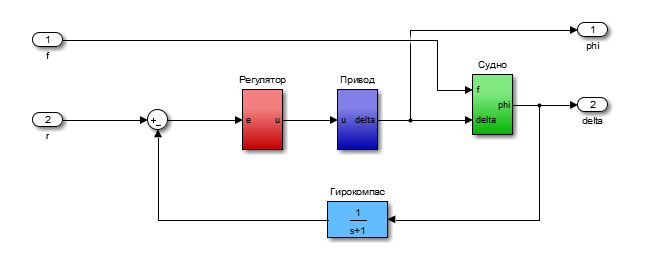 1
f
1
phi
Судно
f
phi
delta
2
delta
Регулятор
e u
Привод
u delta
2
r
+
-
Гирокомпас
1
s+1